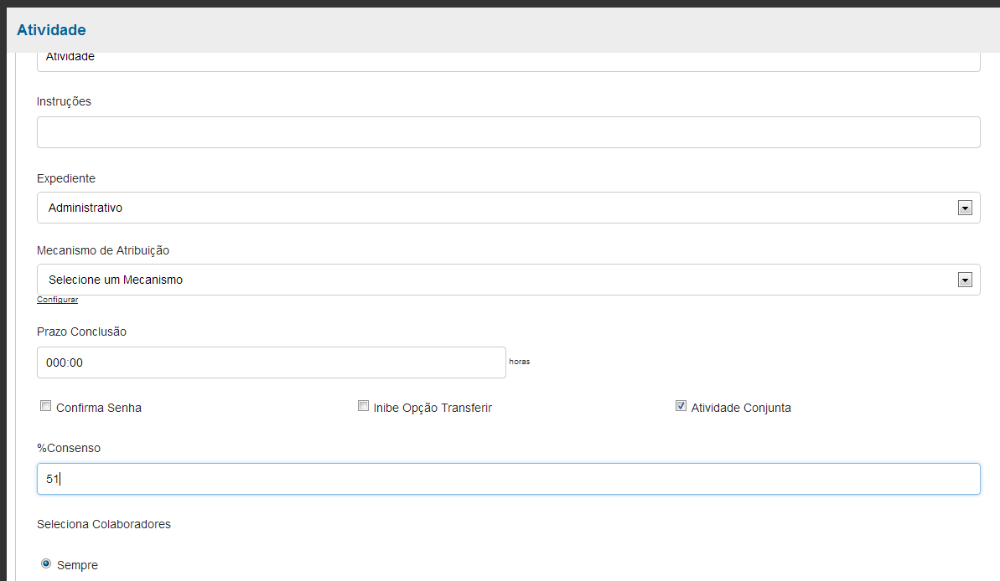 Atividade
Atividade
Instruções
Expediente
Administrativo
Mecanismo de Atribuição
Selecione um Mecanismo
Configurar
Prazo Conclusão
000:00 horas
Confirma Senha Inibe Opção Transferir Atividade Conjunta
%Consenso
51
Seleciona Colaboradores
Sempre